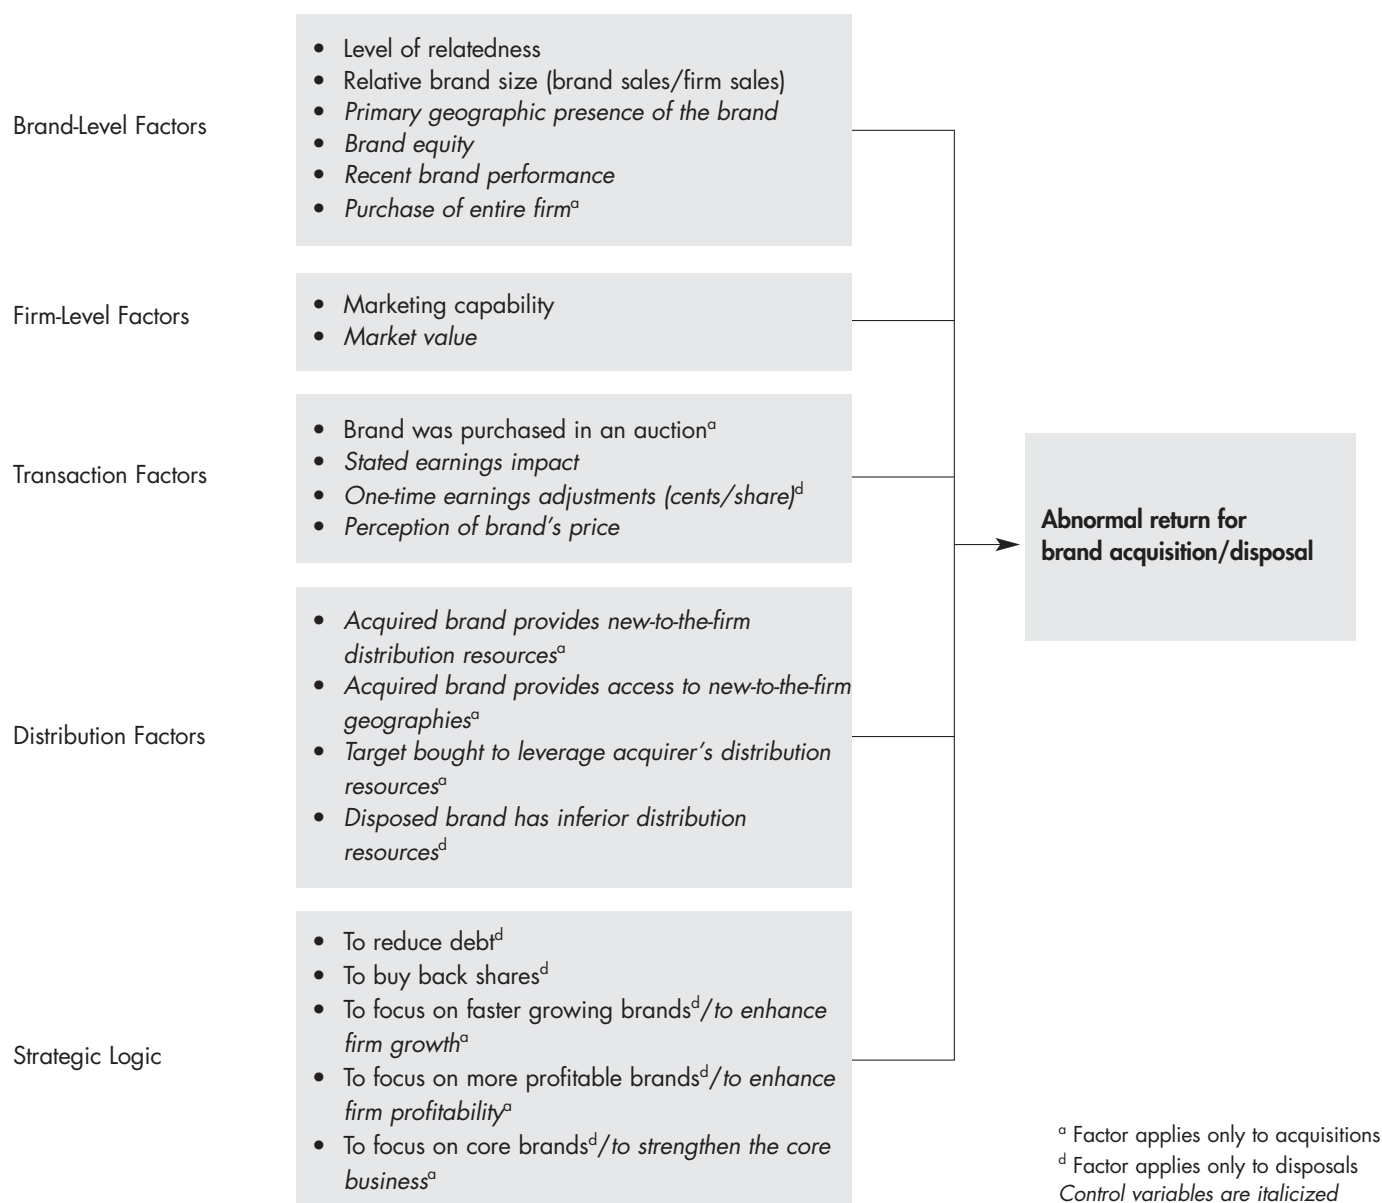 Brand-Level Factors
• Level of relatedness
• Relative brand size (brand sales/firm sales)
• Primary geographic presence of the brand
• Brand equity
• Recent brand performance
• Purchase of entire firmᵃ
Firm-Level Factors
• Marketing capability
• Market value
Transaction Factors
• Brand was purchased in an auctionᵃ
• Stated earnings impact
• One-time earnings adjustments (cents/share)ᵈ
• Perception of brand’s price
Distribution Factors
• Acquired brand provides new-to-the-firm
distribution resourcesᵃ
• Acquired brand provides access to new-to-the-firm
geographiesᵃ
• Target bought to leverage acquirer’s distribution
resourcesᵃ
• Disposed brand has inferior distribution
resourcesᵈ
Strategic Logic
• To reduce debtᵈ
• To buy back sharesᵈ
• To focus on faster growing brandsᵈ/to enhance
firm growthᵃ
• To focus on more profitable brandsᵈ/to enhance
firm profitabilityᵃ
• To focus on core brandsᵈ/to strengthen the core
businessᵃ
Abnormal return for
brand acquisition/disposal
ᵃ Factor applies only to acquisitions
ᵈ Factor applies only to disposals
Control variables are italicized